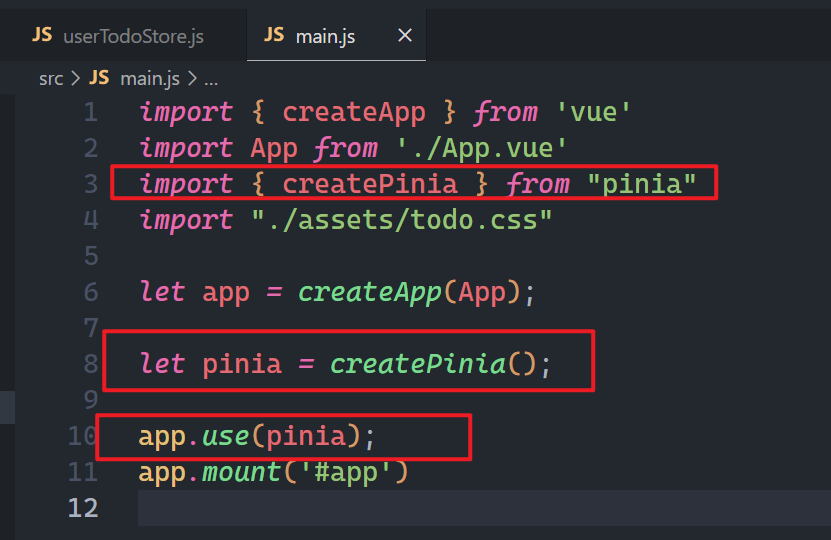 JS userTodoStore.js JS main.js ×
src > JS main.js > ...
1 import { createApp } from 'vue'
2 import App from './App.vue'
3 import { createPinia } from "pinia"
4 import "./assets/todo.css"
5
6 let app = createApp(App);
7
8 let pinia = createPinia();
9
10 app.use(pinia);
11 app.mount('#app')
12